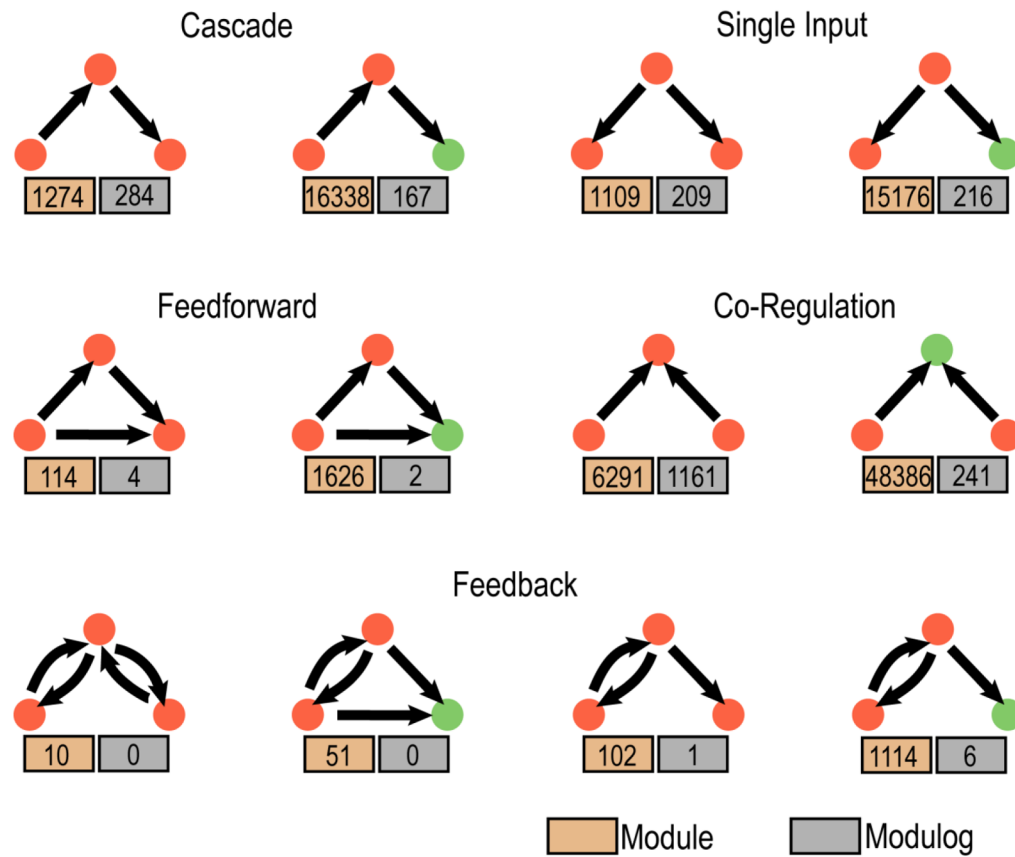 Cascade
Single Input
1274 284
16338 167
1109 209
15176 216
Feedforward
Co-Regulation
114 4
1626 2
6291 1161
48386 241
Feedback
10 0
51 0
102 1
1114 6
Module
Modulog